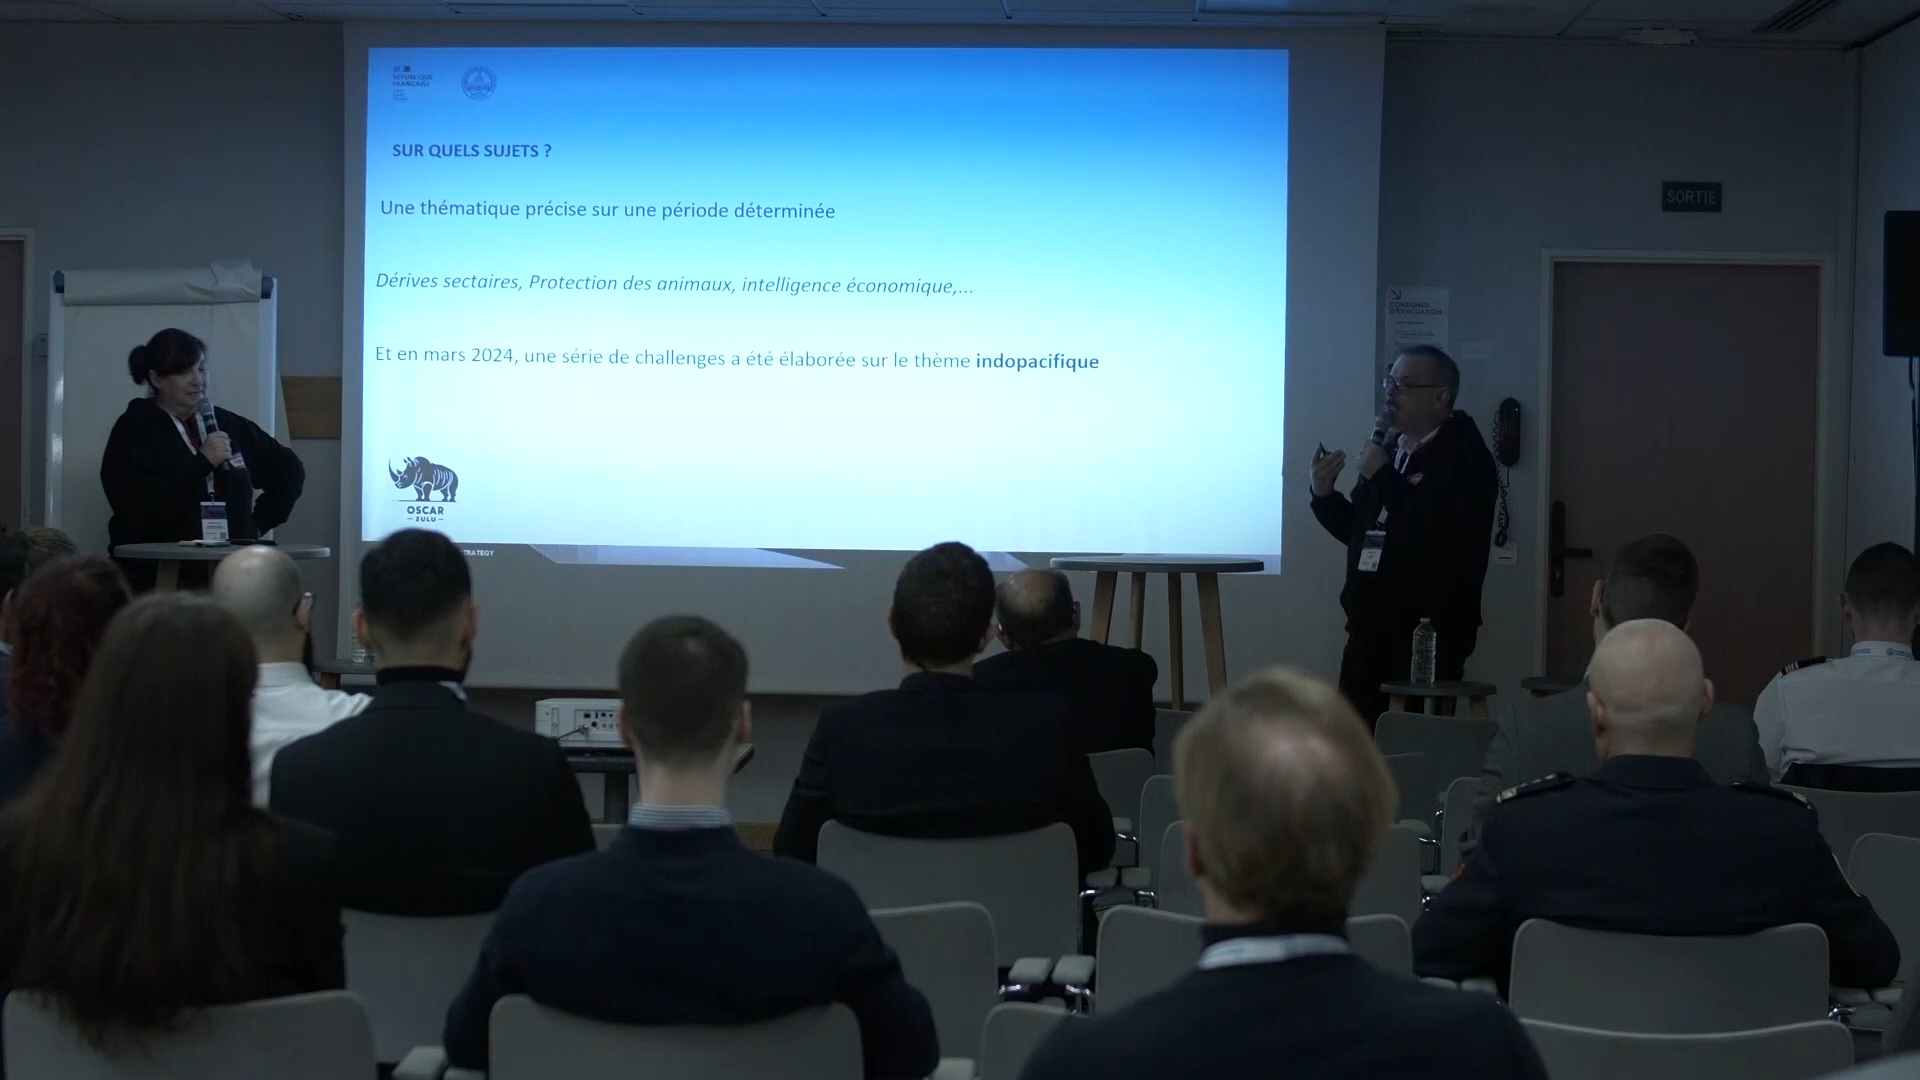 RÉPUBLIQUE
FRANÇAISE
SUR QUELS SUJETS ?
Une thématique précise sur une période déterminée
Dérives sectaires, Protection des animaux, intelligence économique,...
Et en mars 2024, une série de challenges a été élaborée sur le thème indopacifique
OSCAR
– ZULU –
TRATEGY
SORTIE
CONSIGNES
D'ÉVACUATION